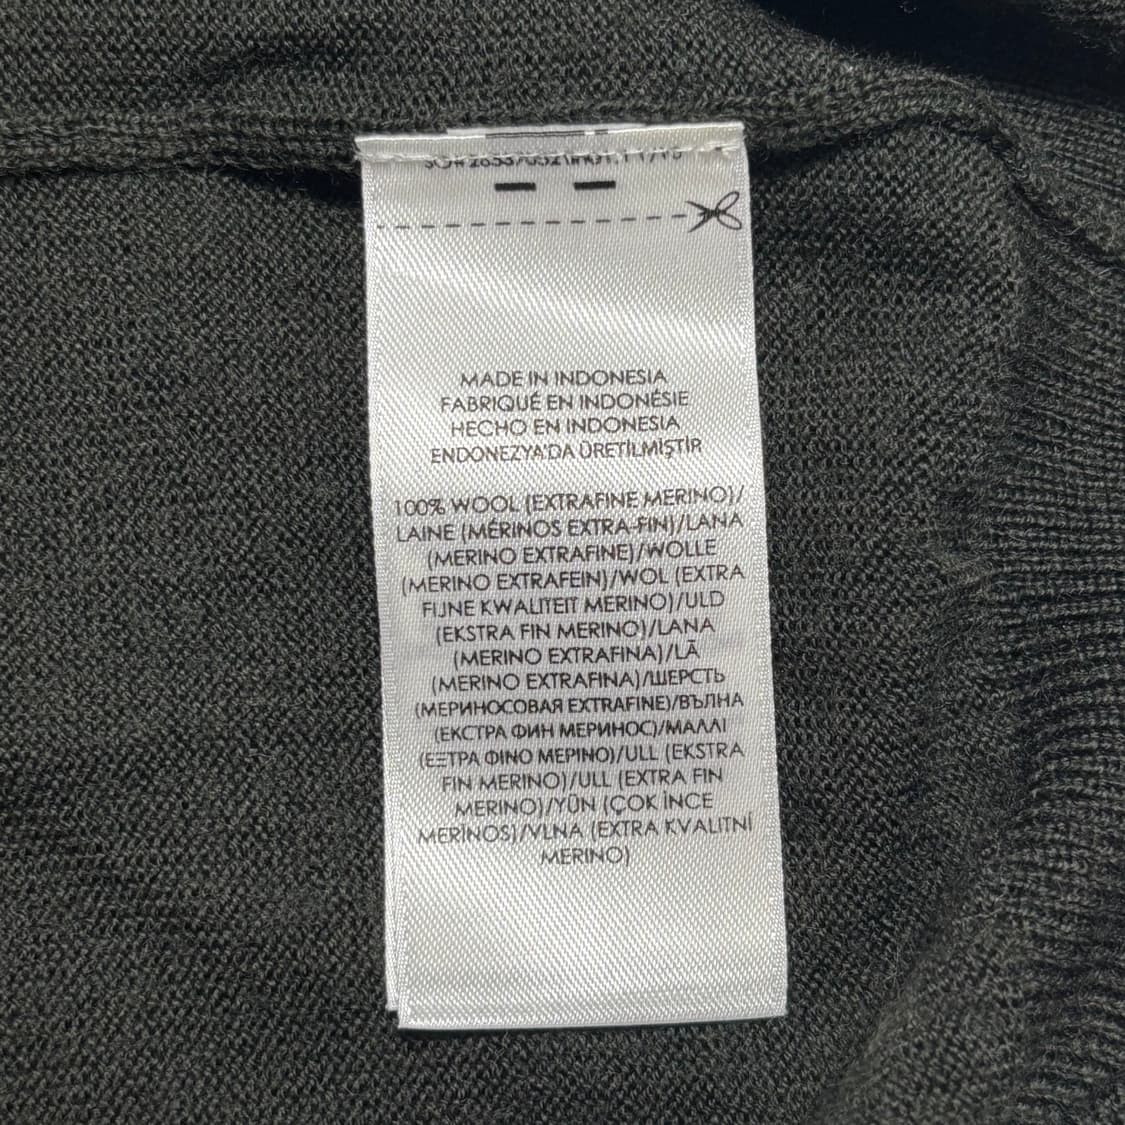 MADE IN INDONESIA
FABRIQUÉ EN INDONÉSIE
HECHO EN INDONESIA
ENDONEZYA'DA ÜRETİLMİŞTİR
100% WOOL (EXTRAFINE MERINO)/
LAINE (MÉRINOS EXTRA-FIN)/LANA
(MERINO EXTRAFINE)/WOLLE
(MERINO EXTRAFEIN)/WOL (EXTRA
FIJNE KWALITEIT MERINO)/ULD
(EKSTRA FIN MERINO)/LANA
(MERINO EXTRAFINA)/LÃ
(MERINO EXTRAFINA)/ШЕРСТЬ
(МЕРИНОСОВАЯ EXTRAFINE)/ВЪЛНА
(ЕКСТРА ФИН МЕРИНОС)/ΜΑΛΛΙ
(ΕΞΤΡΑ ΦΙΝΟ ΜΕΡΙΝΟ)/ULL (EKSTRA
FIN MERINO)/ULL (EXTRA FIN
MERINO)/YÜN (ÇOK İNCE
MERİNOS)/VLNA (EXTRA KVALITNÍ
MERINO)